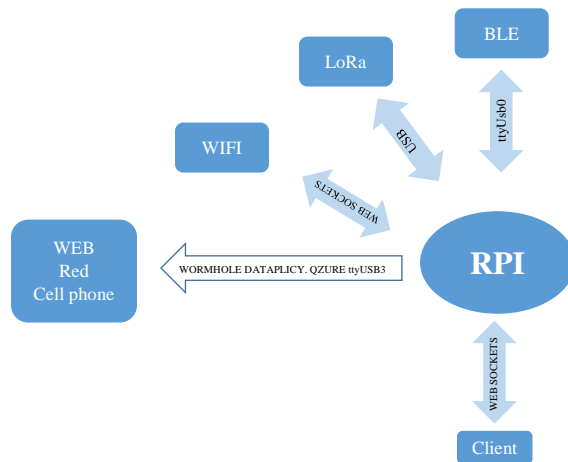 BLE
LoRa
ttyUsb0
USB
WIFI
WEB SOCKETS
WEB
Red
Cell phone
WORMHOLE DATAPLICY. QZURE ttyUSB3
RPI
WEB SOCKETS
Client